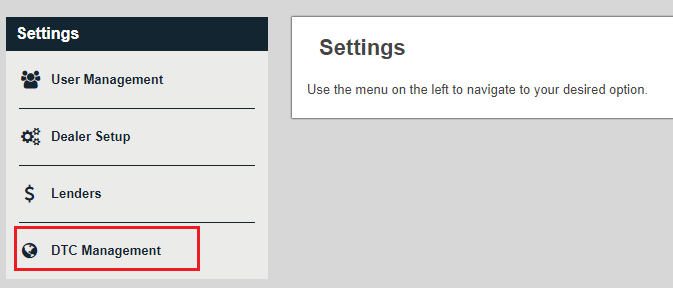 Settings
User Management
Dealer Setup
Lenders
DTC Management
Settings
Use the menu on the left to navigate to your desired option.